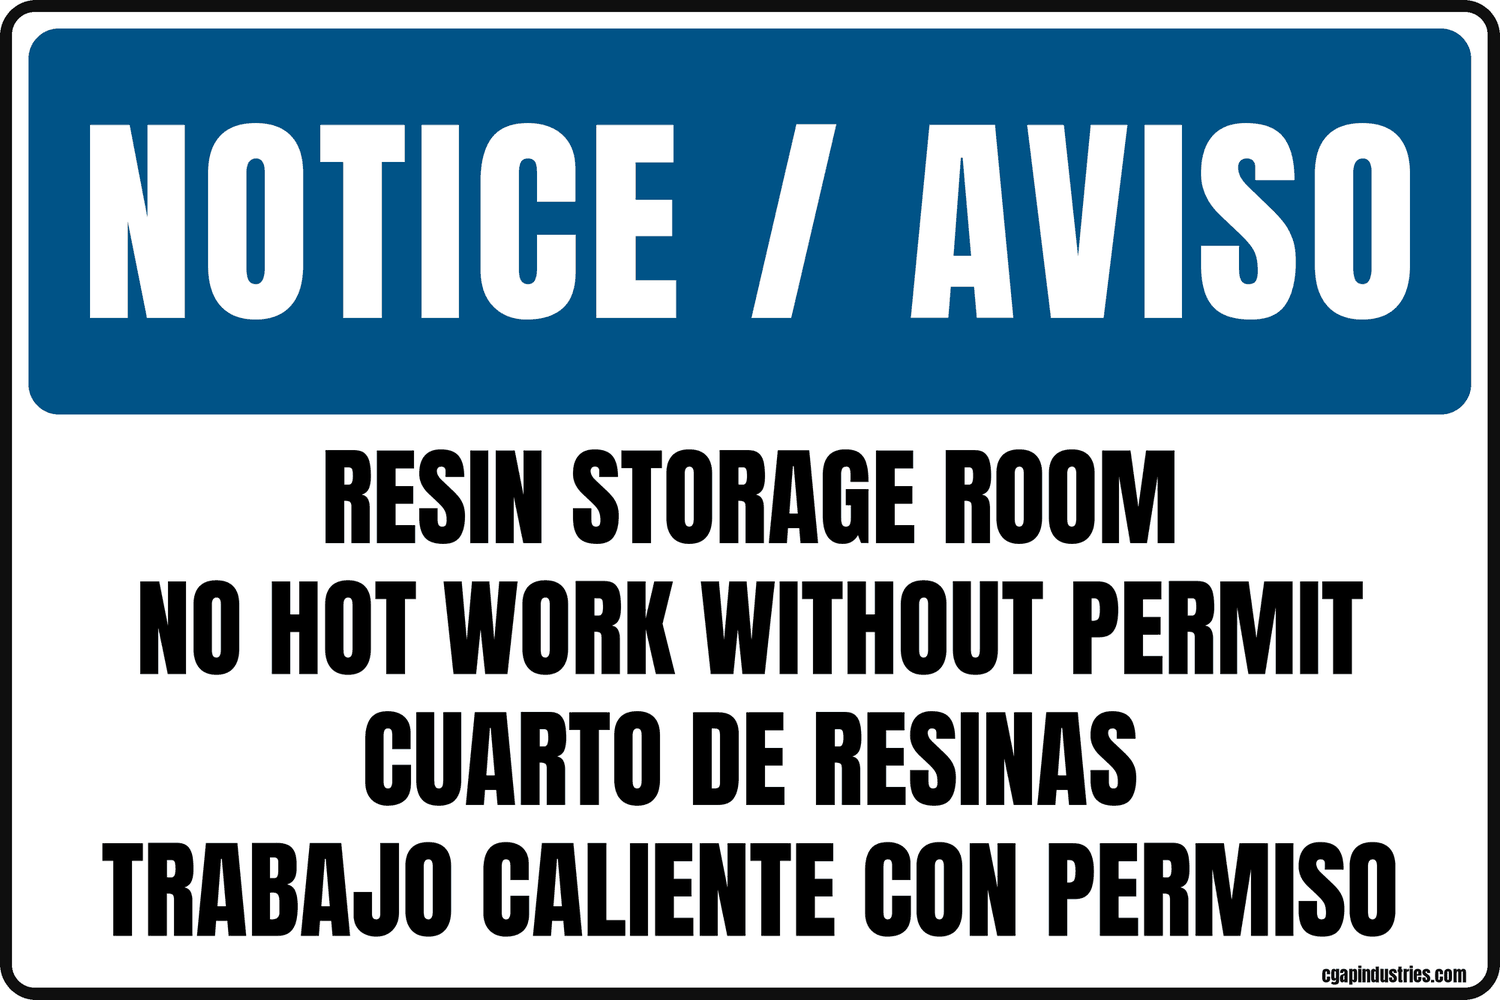 NOTICE / AVISO
RESIN STORAGE ROOM
NO HOT WORK WITHOUT PERMIT
CUARTO DE RESINAS
TRABAJO CALIENTE CON PERMISO
cgapindustries.com